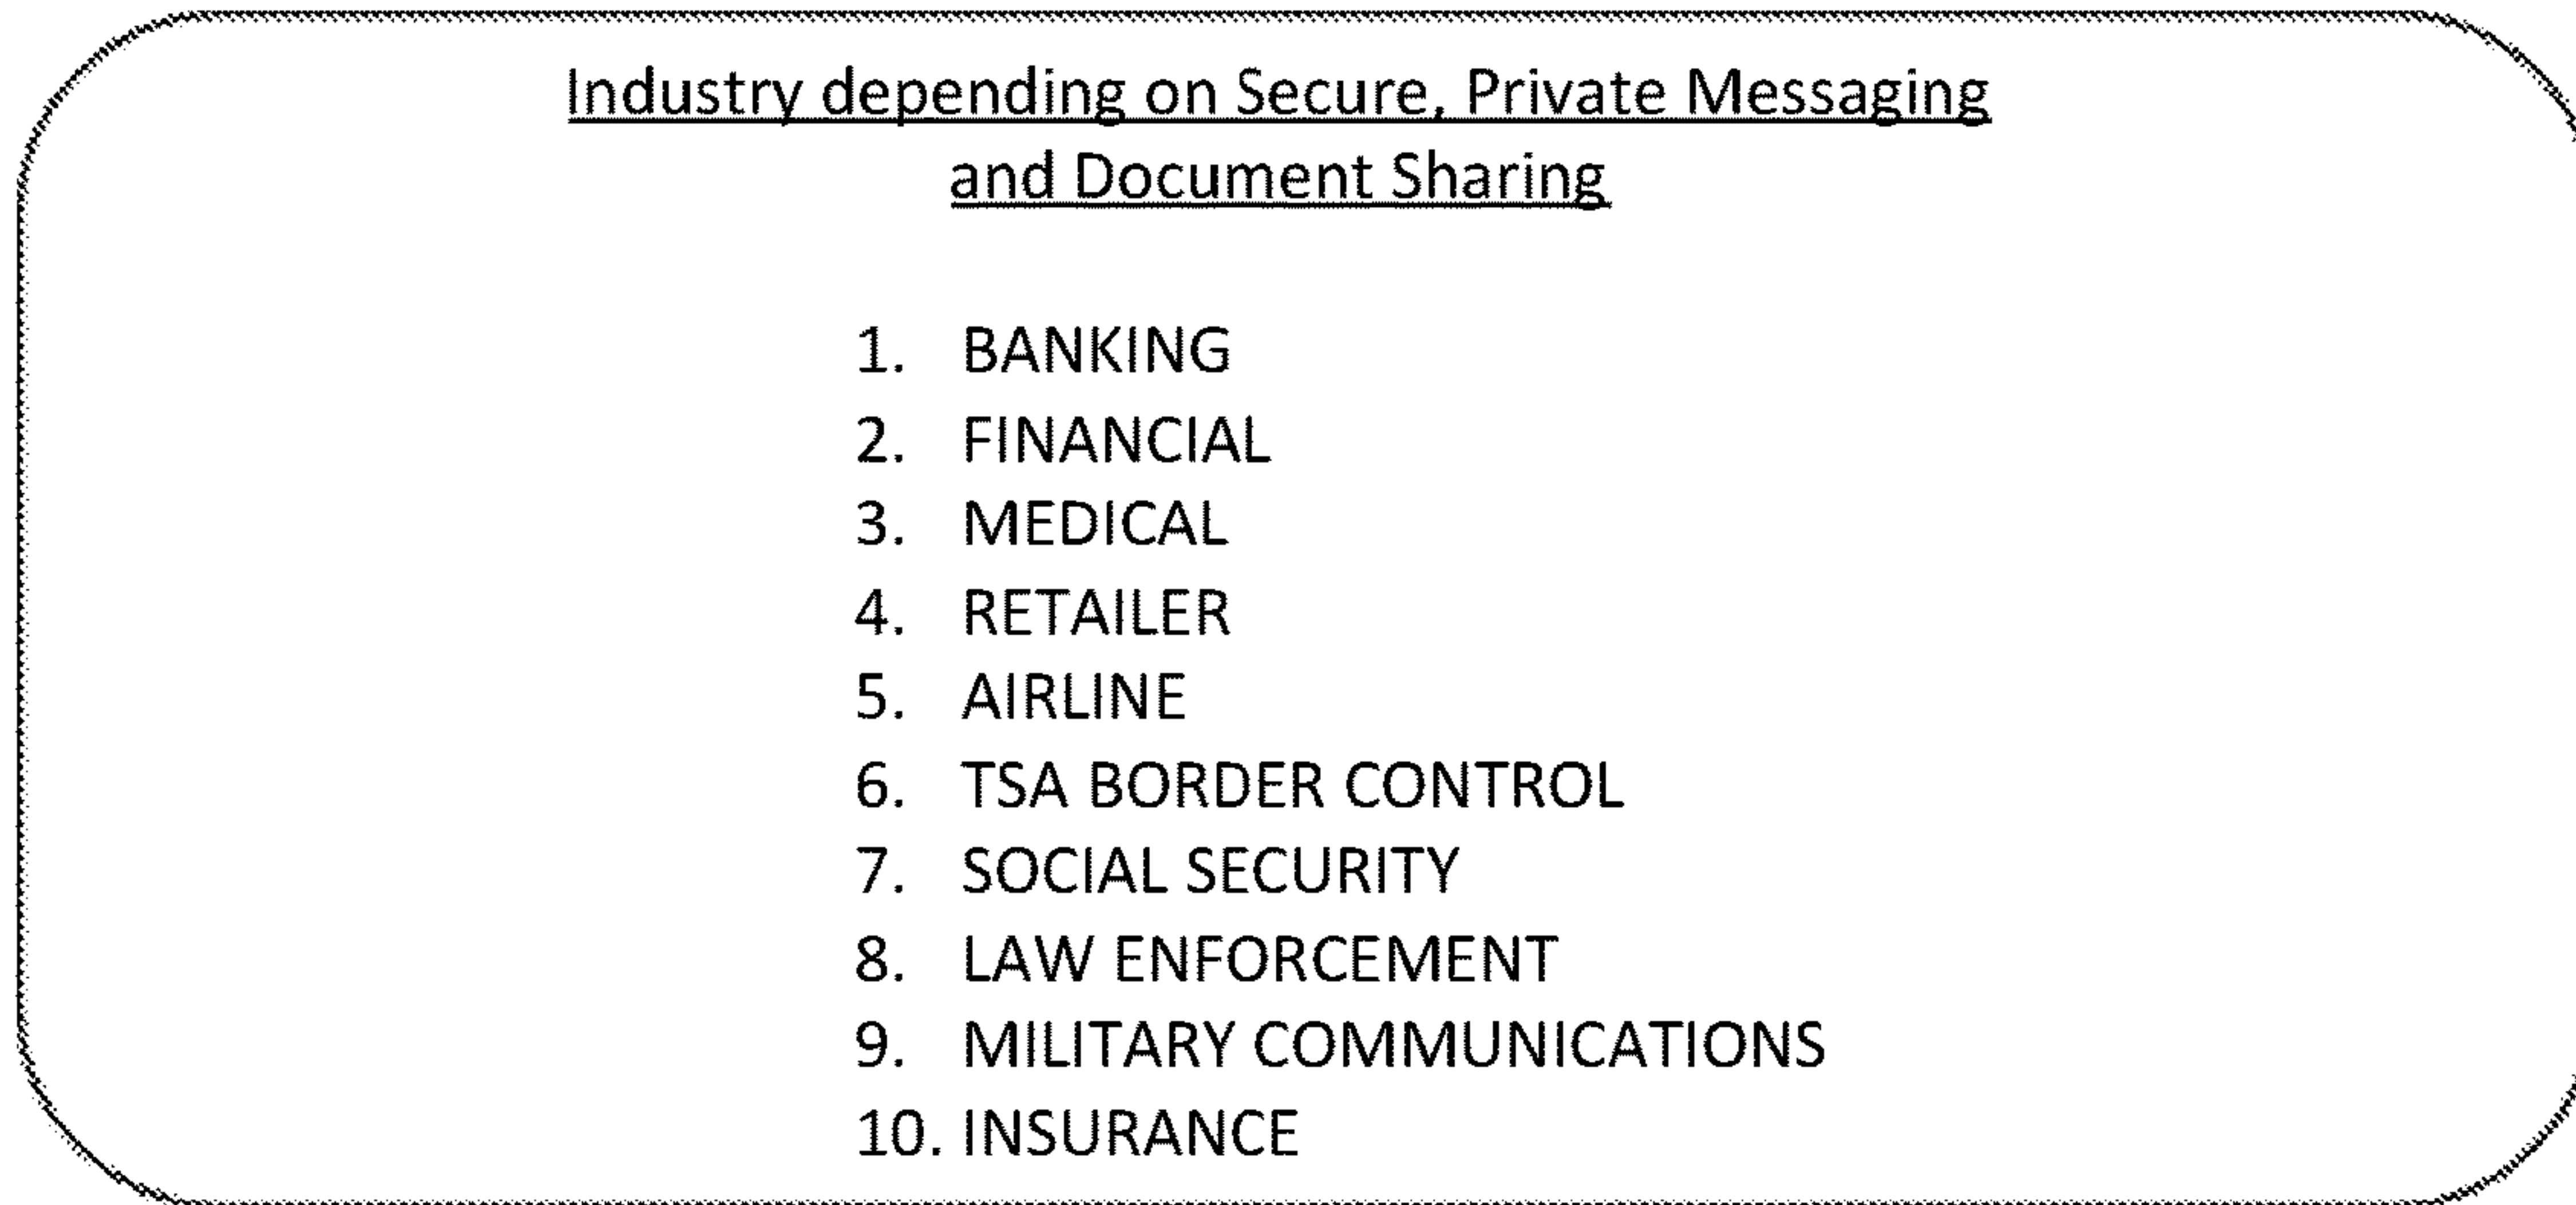 Industry depending on Secure, Private Messaging
and Document Sharing
1. BANKING
2. FINANCIAL
3. MEDICAL
4. RETAILER
5. AIRLINE
6. TSA BORDER CONTROL
7. SOCIAL SECURITY
8. LAW ENFORCEMENT
9. MILITARY COMMUNICATIONS
10. INSURANCE